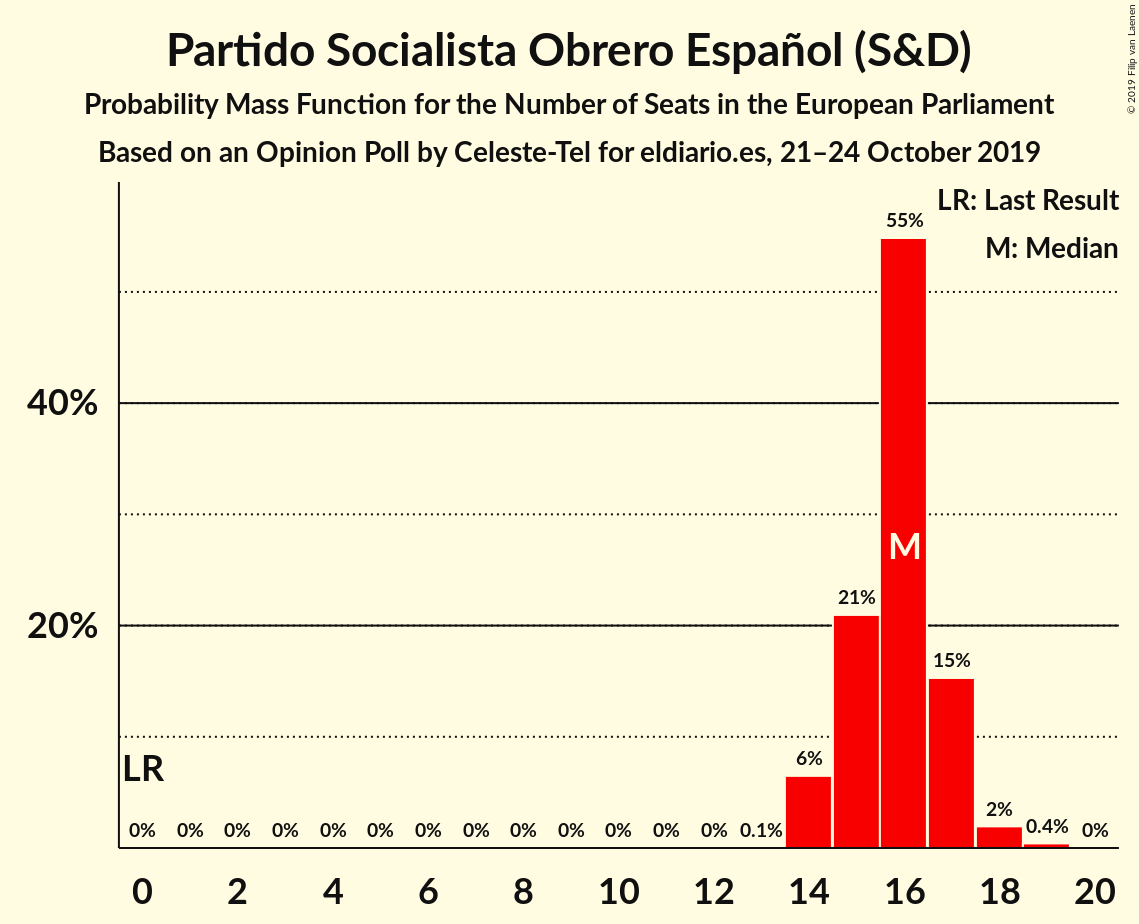 Partido Socialista Obrero Español (S&D)
Probability Mass Function for the Number of Seats in the European Parliament
Based on an Opinion Poll by Celeste-Tel for eldiario.es, 21–24 October 2019
© 2019 Filip van Laenen
LR: Last Result
M: Median
55%
40%
M
21%
20%
15%
6%
LR
2%
0% 0% 0% 0% 0% 0% 0% 0% 0% 0% 0% 0% 0% 0.1% 0.4% 0%
0 2 4 6 8 10 12 14 16 18 20